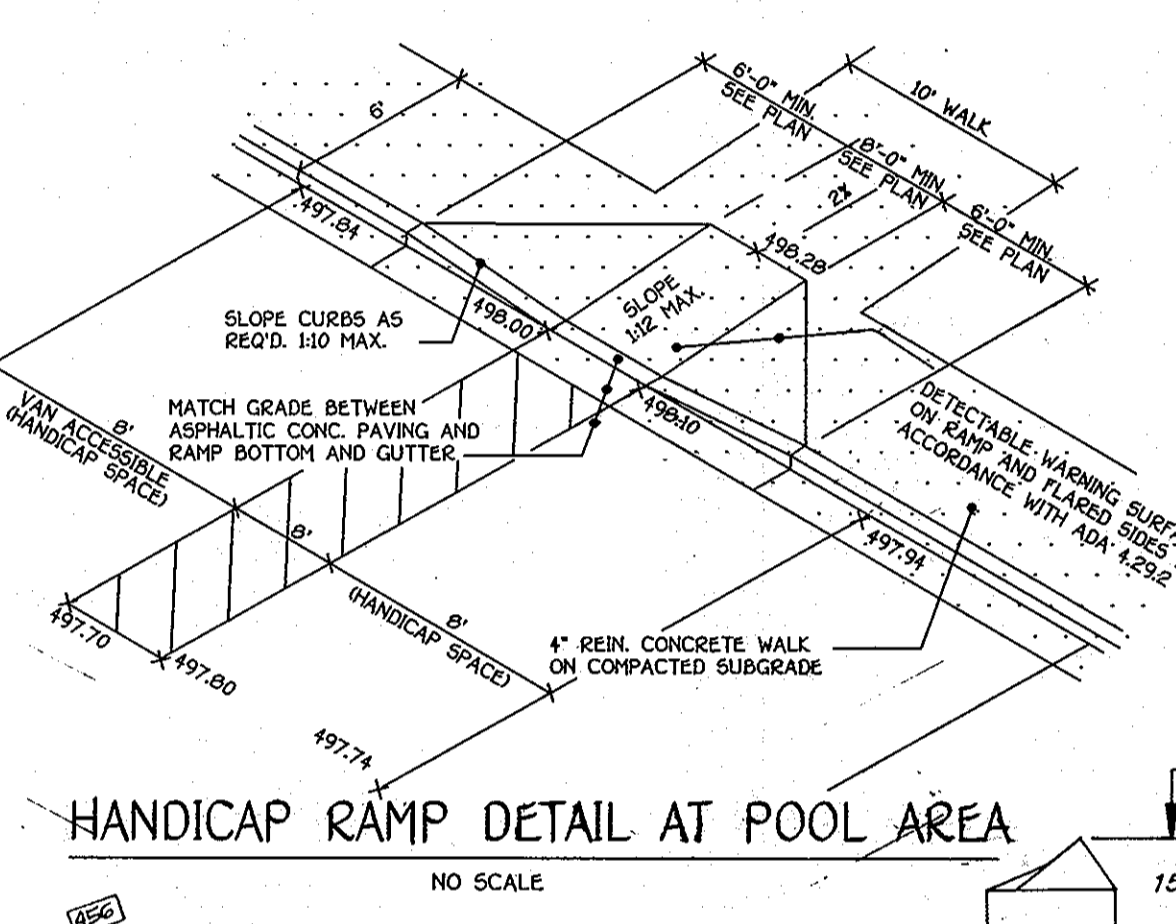 6'
6'-0" MIN.
SEE PLAN
10' WALK
8'-0" MIN.
SEE PLAN
2%
6'-0" MIN.
SEE PLAN
497.84
498.28
SLOPE
1:12 MAX.
SLOPE CURBS AS
REQ'D. 1:10 MAX.
498.00
MATCH GRADE BETWEEN
ASPHALTIC CONC. PAVING AND
RAMP BOTTOM AND GUTTER
498.10
DETECTABLE WARNING
ON RAMP AND FLARED SIDES
ACCORDANCE WITH ADA 4.29.2
8'
VAN ACCESSIBLE
(HANDICAP SPACE)
8'
497.94
8'
(HANDICAP SPACE)
4" REIN. CONCRETE WALK
ON COMPACTED SUBGRADE
497.70
497.80
497.74
HANDICAP RAMP DETAIL AT POOL AREA
NO SCALE
456
15